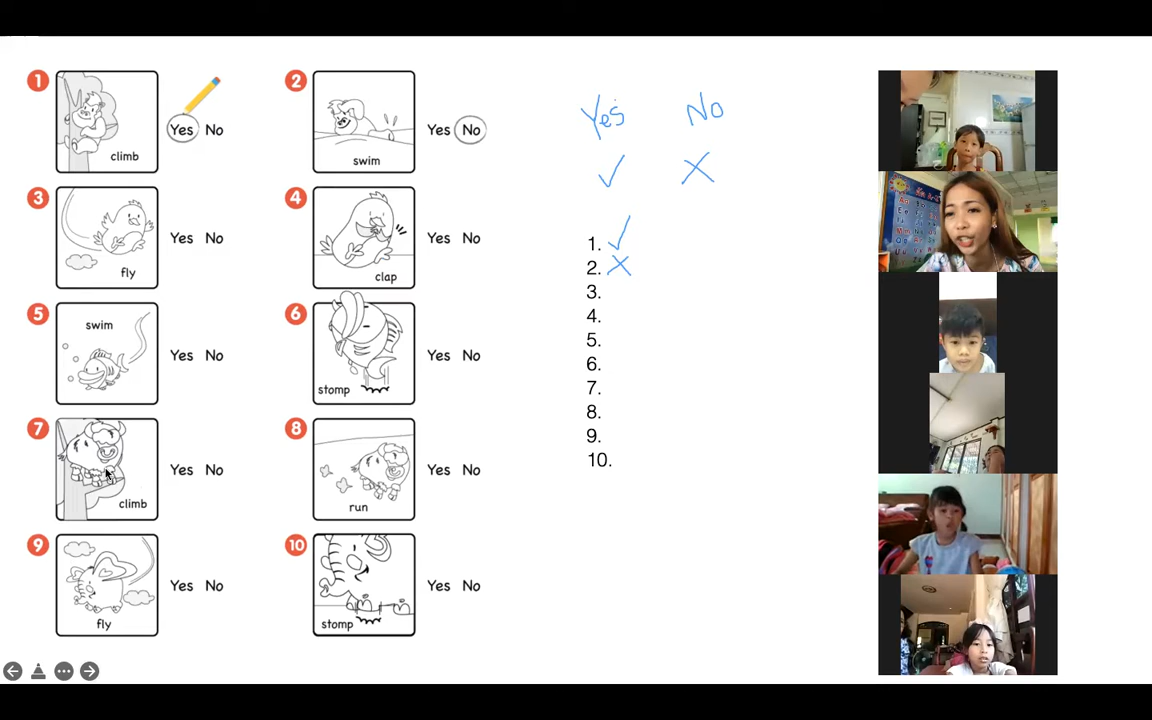 1
climb
Yes No
2
swim
Yes No
3
fly
Yes No
4
clap
Yes No
5
swim
Yes No
6
stomp
Yes No
7
climb
Yes No
8
run
Yes No
9
fly
Yes No
10
stomp
Yes No
Yes No
✓ X
1. ✓
2. X
3.
4.
5.
6.
7.
8.
9.
10.